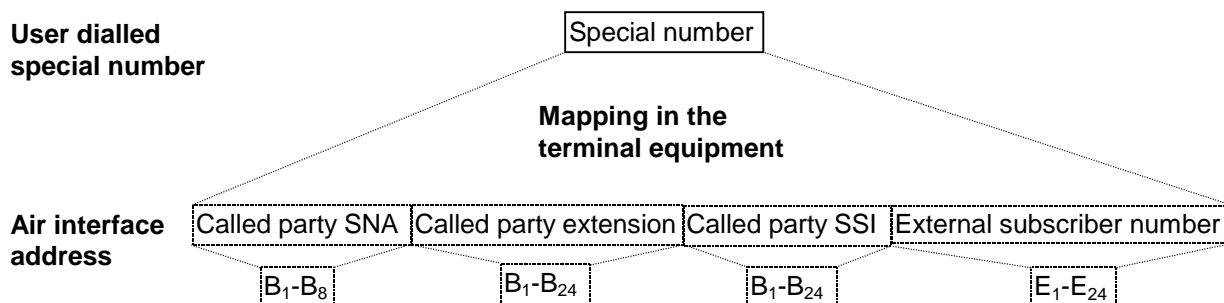 User dialled
special number
Special number
Mapping in the
terminal equipment
Air interface
address
Called party SNA
Called party extension
Called party SSI
External subscriber number
B₁-B₈
B₁-B₂₄
B₁-B₂₄
E₁-E₂₄